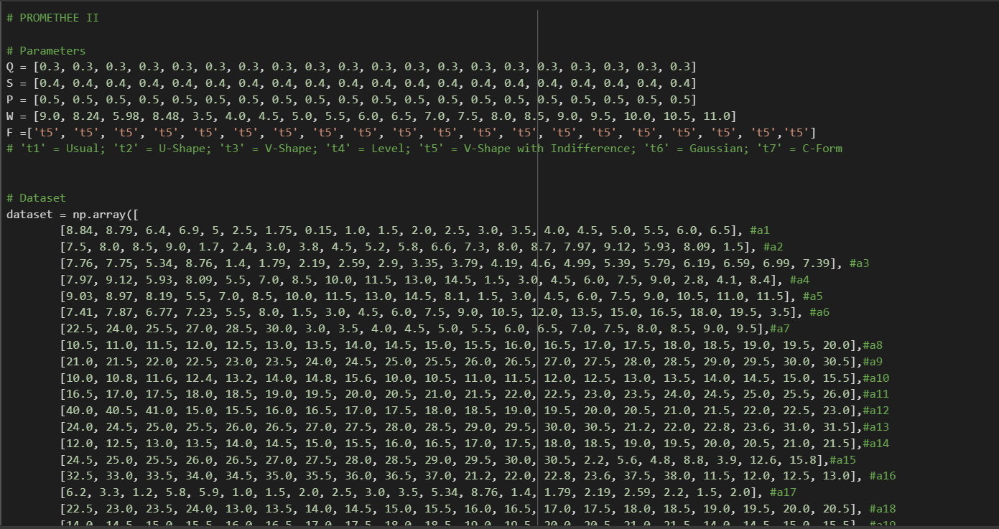 # PROMETHEE II
# Parameters
Q = [0.3, 0.3, 0.3, 0.3, 0.3, 0.3, 0.3, 0.3, 0.3, 0.3, 0.3, 0.3, 0.3, 0.3, 0.3, 0.3, 0.3, 0.3, 0.3, 0.3]
S = [0.4, 0.4, 0.4, 0.4, 0.4, 0.4, 0.4, 0.4, 0.4, 0.4, 0.4, 0.4, 0.4, 0.4, 0.4, 0.4, 0.4, 0.4, 0.4, 0.4]
P = [0.5, 0.5, 0.5, 0.5, 0.5, 0.5, 0.5, 0.5, 0.5, 0.5, 0.5, 0.5, 0.5, 0.5, 0.5, 0.5, 0.5, 0.5, 0.5, 0.5]
W = [9.0, 8.24, 5.98, 8.48, 3.5, 4.0, 4.5, 5.0, 5.5, 6.0, 6.5, 7.0, 7.5, 8.0, 8.5, 9.0, 9.5, 10.0, 10.5, 11.0]
F =['t5', 't5', 't5', 't5', 't5', 't5', 't5', 't5', 't5', 't5', 't5', 't5', 't5', 't5', 't5', 't5', 't5', 't5', 't5','t5']
# 't1' = Usual; 't2' = U-Shape; 't3' = V-Shape; 't4' = Level; 't5' = V-Shape with Indifference; 't6' = Gaussian; 't7' = C-Form
# Dataset
dataset = np.array([
[8.84, 8.79, 6.4, 6.9, 5, 2.5, 1.75, 0.15, 1.0, 1.5, 2.0, 2.5, 3.0, 3.5, 4.0, 4.5, 5.0, 5.5, 6.0, 6.5], #a1
[7.5, 8.0, 8.5, 9.0, 1.7, 2.4, 3.0, 3.8, 4.5, 5.2, 5.8, 6.6, 7.3, 8.0, 8.7, 7.97, 9.12, 5.93, 8.09, 1.5], #a2
[7.76, 7.75, 5.34, 8.76, 1.4, 1.79, 2.19, 2.59, 2.9, 3.35, 3.79, 4.19, 4.6, 4.99, 5.39, 5.79, 6.19, 6.59, 6.99, 7.39], #a3
[7.97, 9.12, 5.93, 8.09, 5.5, 7.0, 8.5, 10.0, 11.5, 13.0, 14.5, 1.5, 3.0, 4.5, 6.0, 7.5, 9.0, 2.8, 4.1, 8.4], #a4
[9.03, 8.97, 8.19, 5.5, 7.0, 8.5, 10.0, 11.5, 13.0, 14.5, 8.1, 1.5, 3.0, 4.5, 6.0, 7.5, 9.0, 10.5, 11.0, 11.5], #a5
[7.41, 7.87, 6.77, 7.23, 5.5, 8.0, 1.5, 3.0, 4.5, 6.0, 7.5, 9.0, 10.5, 12.0, 13.5, 15.0, 16.5, 18.0, 19.5, 3.5], #a6
[22.5, 24.0, 25.5, 27.0, 28.5, 30.0, 3.0, 3.5, 4.0, 4.5, 5.0, 5.5, 6.0, 6.5, 7.0, 7.5, 8.0, 8.5, 9.0, 9.5],#a7
[10.5, 11.0, 11.5, 12.0, 12.5, 13.0, 13.5, 14.0, 14.5, 15.0, 15.5, 16.0, 16.5, 17.0, 17.5, 18.0, 18.5, 19.0, 19.5, 20.0],#a8
[21.0, 21.5, 22.0, 22.5, 23.0, 23.5, 24.0, 24.5, 25.0, 25.5, 26.0, 26.5, 27.0, 27.5, 28.0, 28.5, 29.0, 29.5, 30.0, 30.5],#a9
[10.0, 10.8, 11.6, 12.4, 13.2, 14.0, 14.8, 15.6, 10.0, 10.5, 11.0, 11.5, 12.0, 12.5, 13.0, 13.5, 14.0, 14.5, 15.0, 15.5],#a10
[16.5, 17.0, 17.5, 18.0, 18.5, 19.0, 19.5, 20.0, 20.5, 21.0, 21.5, 22.0, 22.5, 23.0, 23.5, 24.0, 24.5, 25.0, 25.5, 26.0],#a11
[40.0, 40.5, 41.0, 15.0, 15.5, 16.0, 16.5, 17.0, 17.5, 18.0, 18.5, 19.0, 19.5, 20.0, 20.5, 21.0, 21.5, 22.0, 22.5, 23.0],#a12
[24.0, 24.5, 25.0, 25.5, 26.0, 26.5, 27.0, 27.5, 28.0, 28.5, 29.0, 29.5, 30.0, 30.5, 21.2, 22.0, 22.8, 23.6, 31.0, 31.5],#a13
[12.0, 12.5, 13.0, 13.5, 14.0, 14.5, 15.0, 15.5, 16.0, 16.5, 17.0, 17.5, 18.0, 18.5, 19.0, 19.5, 20.0, 20.5, 21.0, 21.5],#a14
[24.5, 25.0, 25.5, 26.0, 26.5, 27.0, 27.5, 28.0, 28.5, 29.0, 29.5, 30.0, 30.5, 2.2, 5.6, 4.8, 8.8, 3.9, 12.6, 15.8],#a15
[32.5, 33.0, 33.5, 34.0, 34.5, 35.0, 35.5, 36.0, 36.5, 37.0, 21.2, 22.0, 22.8, 23.6, 37.5, 38.0, 11.5, 12.0, 12.5, 13.0], #a16
[6.2, 3.3, 1.2, 5.8, 5.9, 1.0, 1.5, 2.0, 2.5, 3.0, 3.5, 5.34, 8.76, 1.4, 1.79, 2.19, 2.59, 2.2, 1.5, 2.0], #a17
[22.5, 23.0, 23.5, 24.0, 13.0, 13.5, 14.0, 14.5, 15.0, 15.5, 16.0, 16.5, 17.0, 17.5, 18.0, 18.5, 19.0, 19.5, 20.0, 20.5], #a18
[14.0, 14.5, 15.0, 15.5, 16.0, 16.5, 17.0, 17.5, 18.0, 18.5, 19.0, 19.5, 20.0, 20.5, 21.0, 21.5, 14.0, 14.5, 15.0, 15.5], #a19